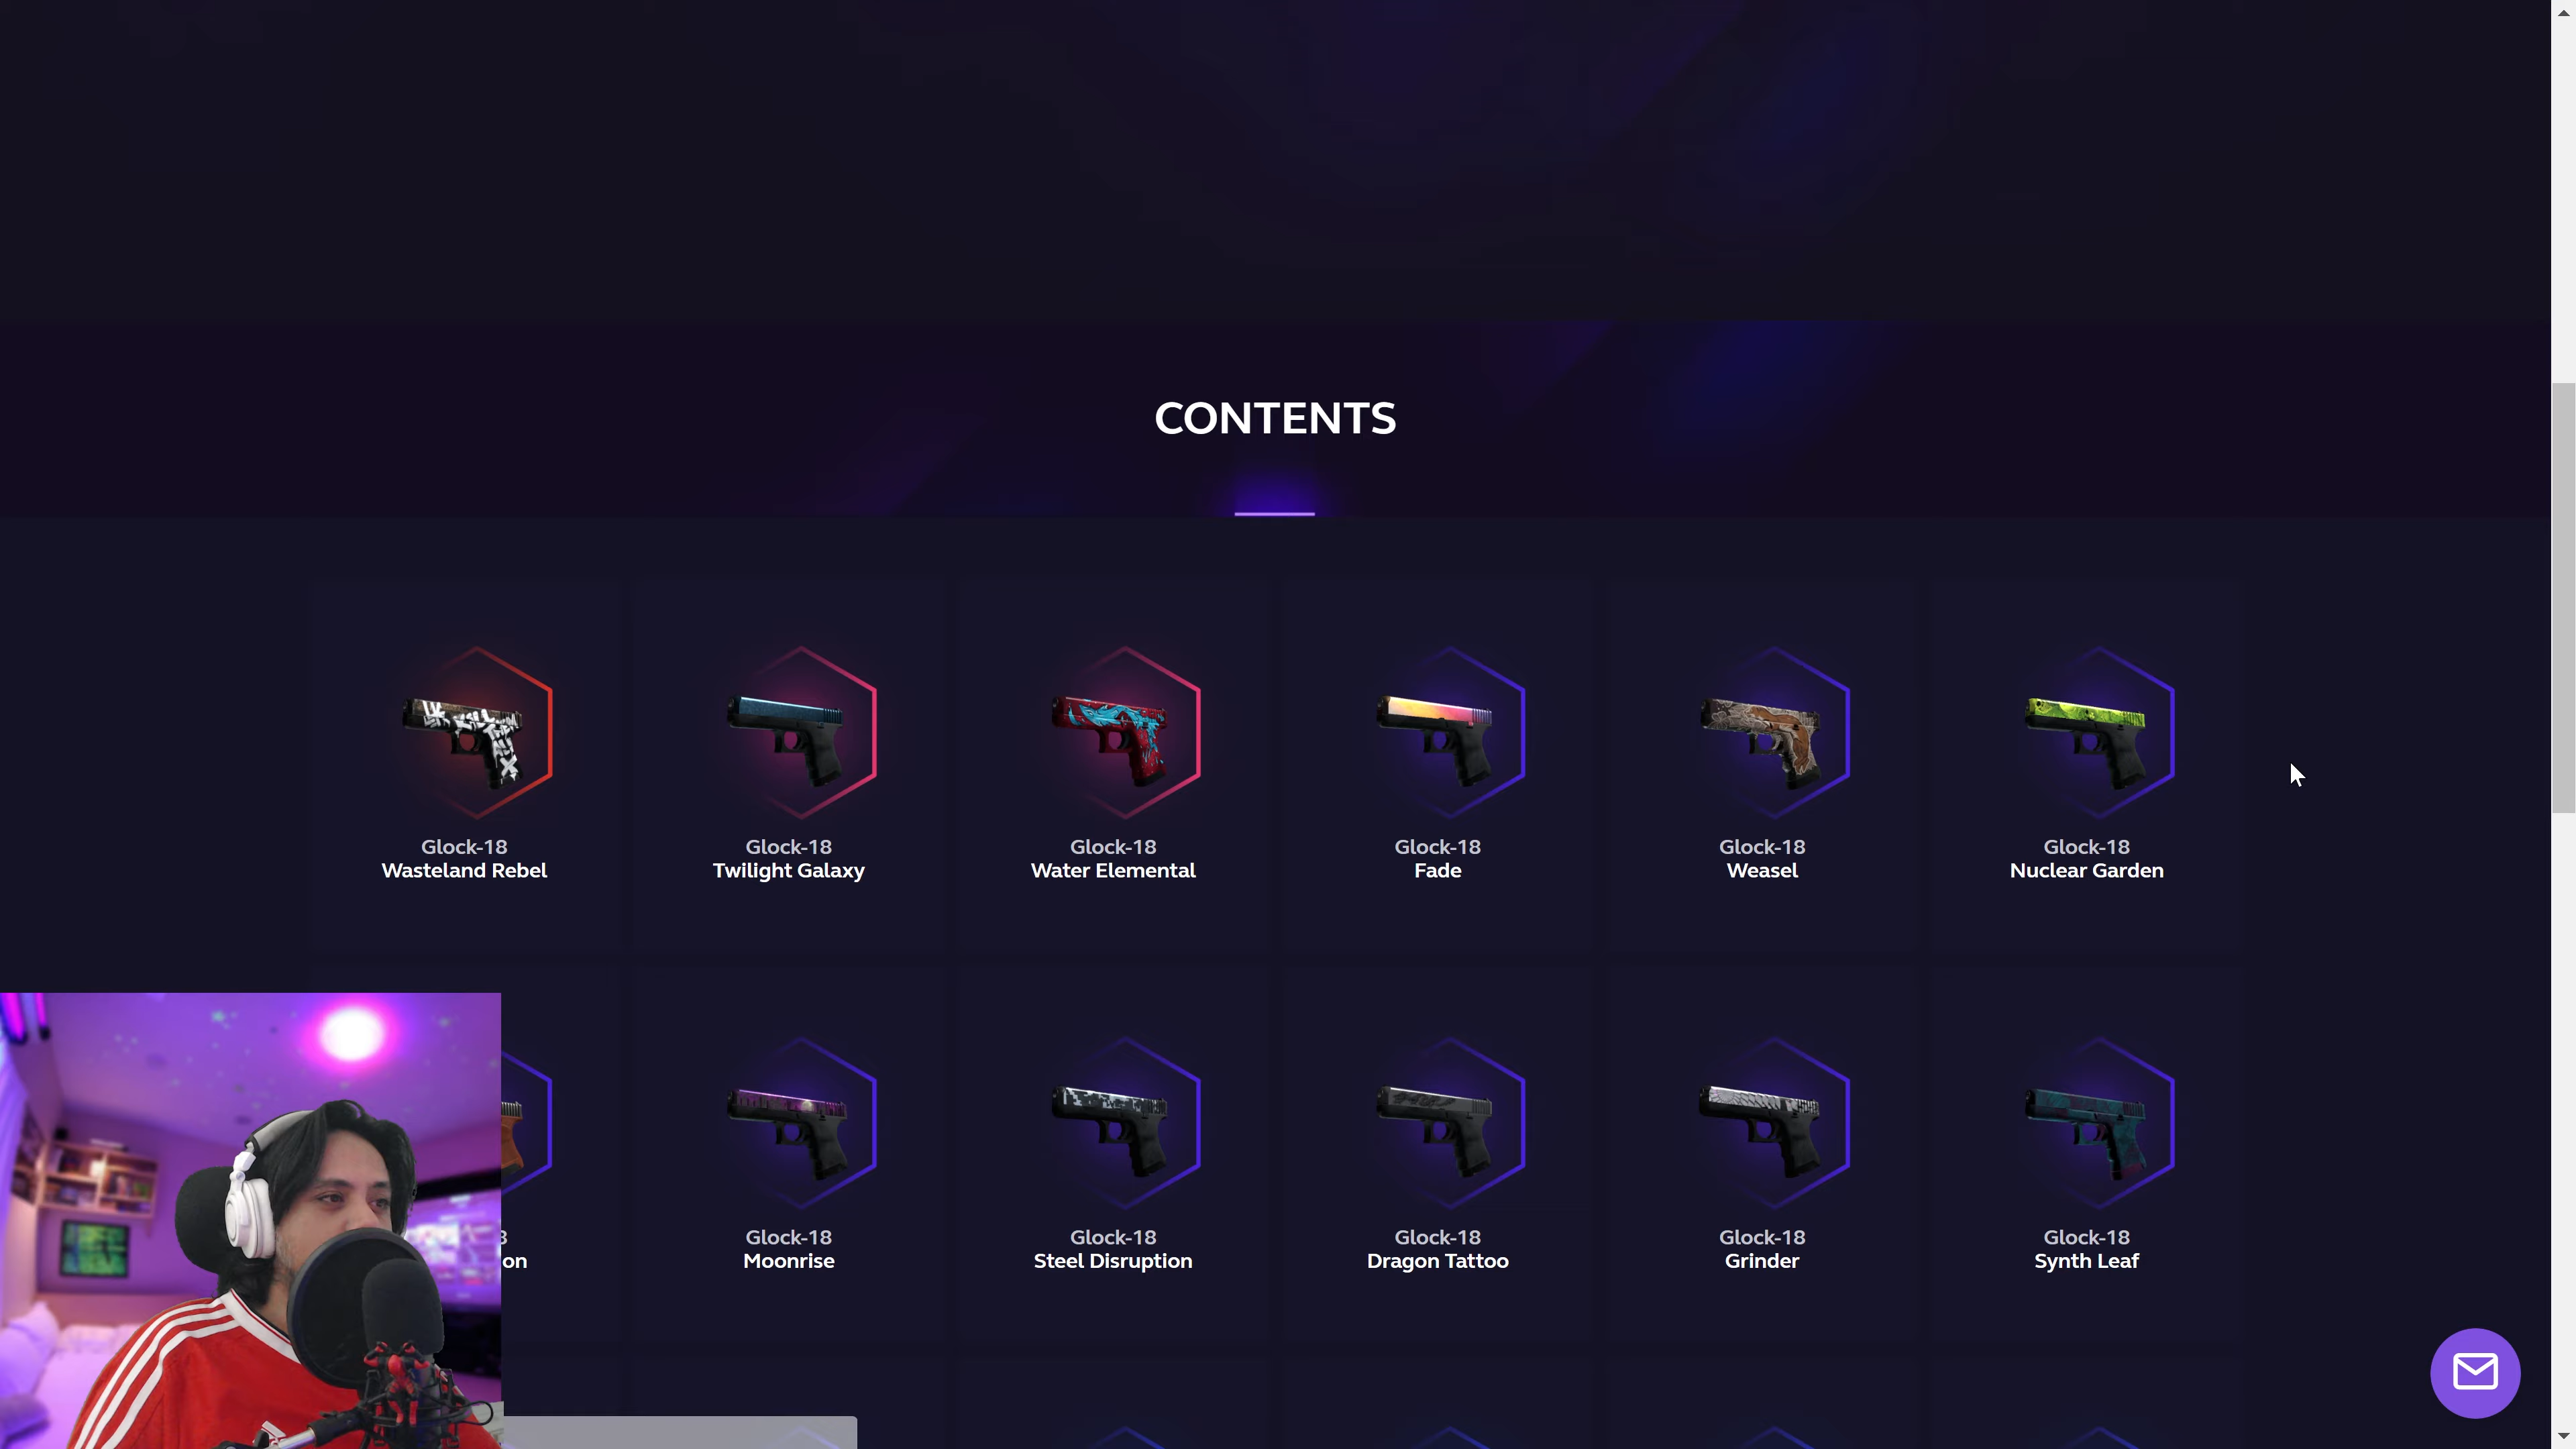 CONTENTS
Glock-18
Wasteland Rebel
Glock-18
Twilight Galaxy
Glock-18
Water Elemental
Glock-18
Fade
Glock-18
Weasel
Glock-18
Nuclear Garden
on
Glock-18
Moonrise
Glock-18
Steel Disruption
Glock-18
Dragon Tattoo
Glock-18
Grinder
Glock-18
Synth Leaf